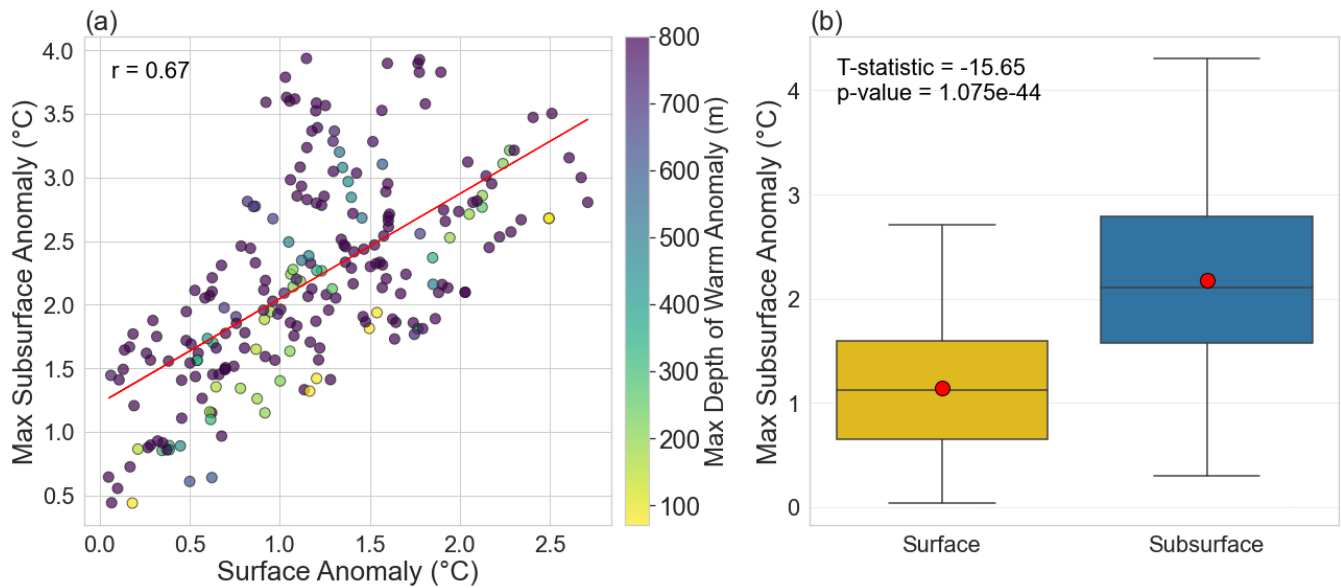 (a)
r = 0.67
Max Subsurface Anomaly (°C)
4.0
3.5
3.0
2.5
2.0
1.5
1.0
0.5
0.0 0.5 1.0 1.5 2.0 2.5
Surface Anomaly (°C)
800
700
600
500
400
300
200
100
Max Depth of Warm Anomaly (m)
(b)
T-statistic = -15.65
p-value = 1.075e-44
Max Subsurface Anomaly (°C)
4
3
2
1
0
Surface Subsurface